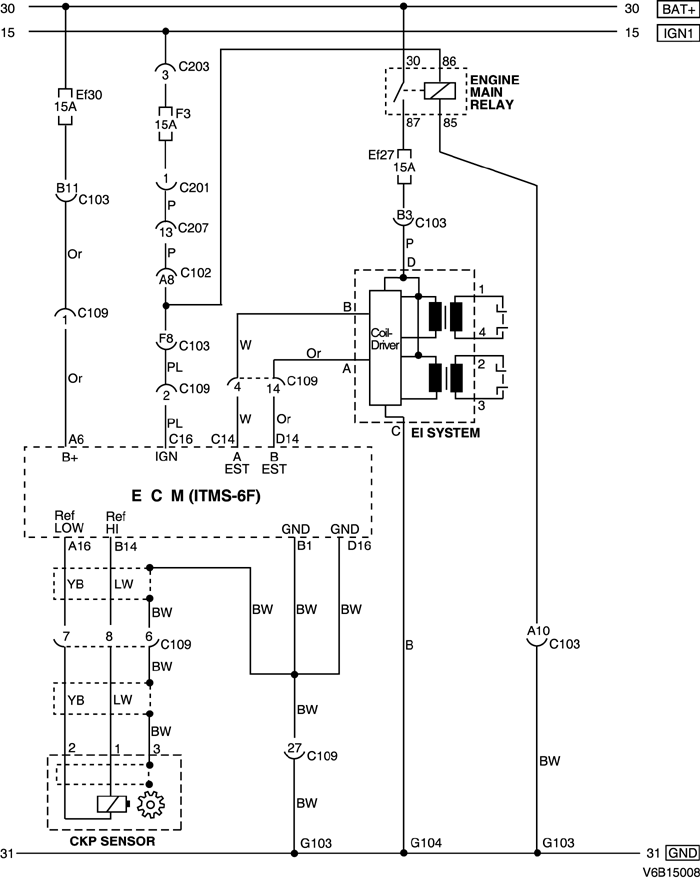 30 30 BAT+
15 15 IGN1
3 C203
30 86
ENGINE
MAIN
RELAY
Ef30
15A
F3
15A
87 85
Ef27
15A
1 C201
B11
C103
P
13 C207
B3
C103
P
Or
A8 C102
P
D
B
1
Coil-
Driver
4
C109
1
F8
C103
W
Or
A
2
3
PL
C109
2
4 14
C109
Or
PL
W
Or
C
EI SYSTEM
A6
B+
C16
IGN
C14
A
EST
D14
B
EST
E C M (ITMS-6F)
Ref
LOW
Ref
HI
GND GND
A16 B14 B1 D16
YB LW
BW
BW BW BW
7 8 6
C109
B
A10
C103
BW
YB LW
BW
BW
2 1 3
27
C109
BW
BW
CKP SENSOR
31 G103 G104 G103 31 GND
V6B15008